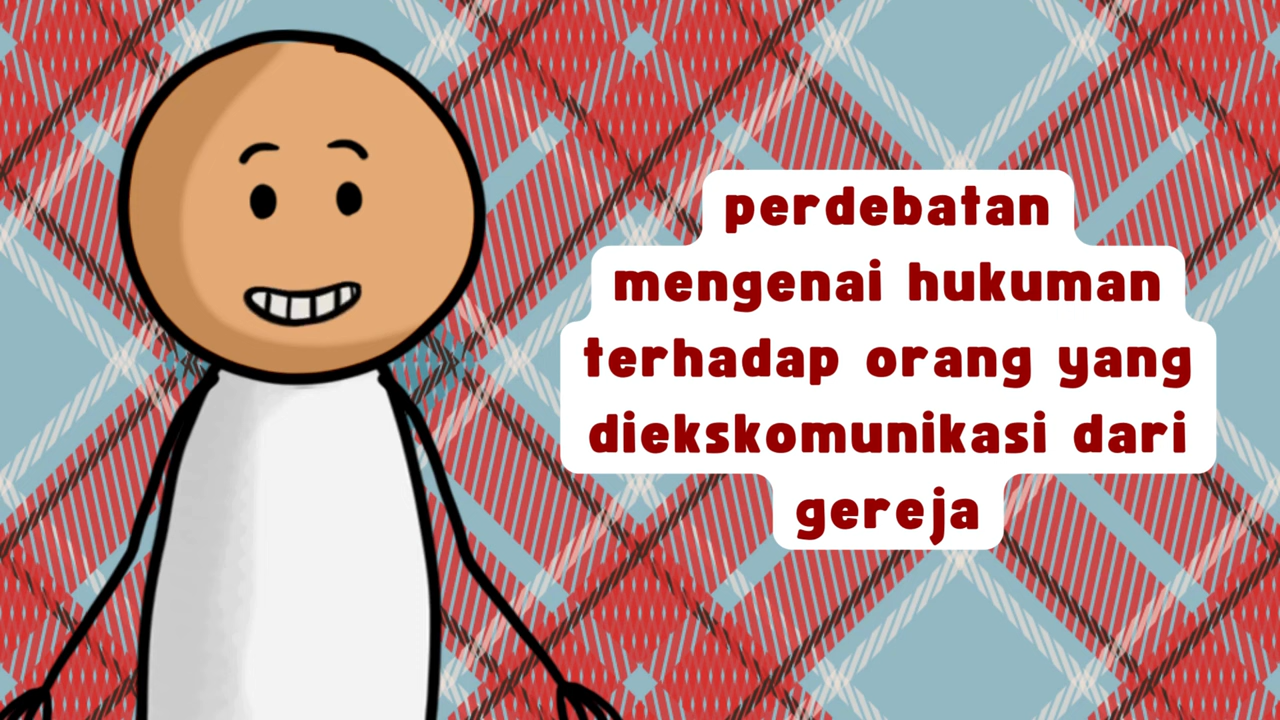 perdebatan
mengenai hukuman
terhadap orang yang
diekskomunikasi dari
gereja